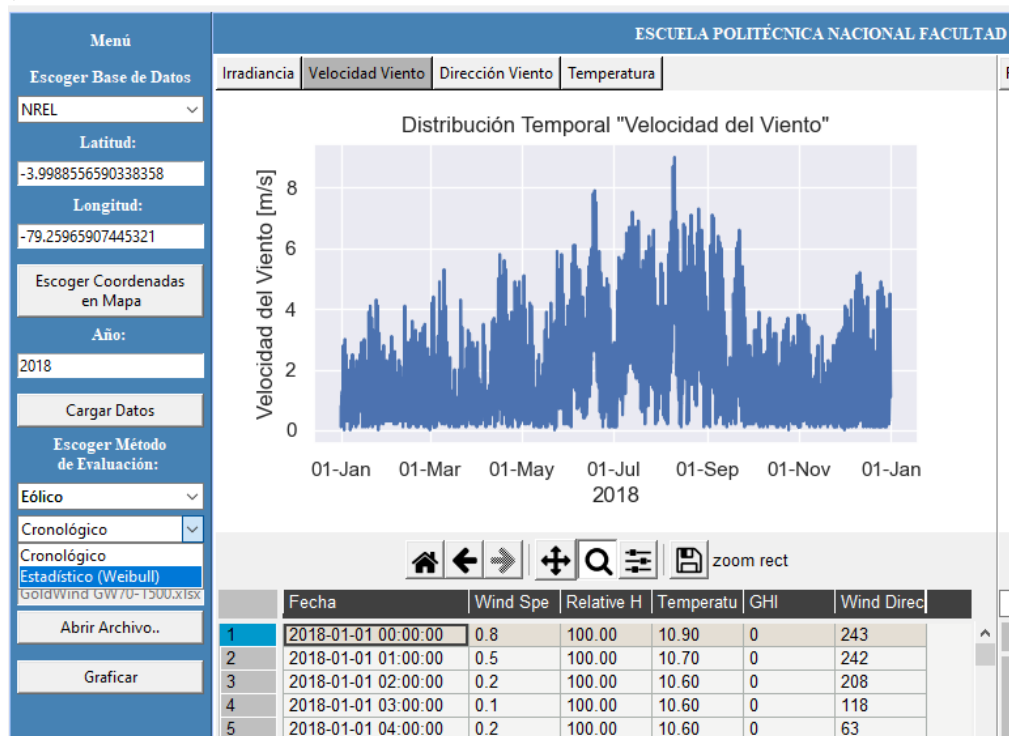 Menú
Escoger Base de Datos
NREL
Latitud:
-3.9988556590338358
Longitud:
-79.25965907445321
Escoger Coordenadas
en Mapa
Año:
2018
Cargar Datos
Escoger Método
de Evaluación:
Eólico
Cronológico
Cronológico
Estadístico (Weibull)
GoldWind GW70-1500.xlsx
Abrir Archivo..
Graficar
ESCUELA POLITÉCNICA NACIONAL FACULTAD
Irradiancia Velocidad Viento Dirección Viento Temperatura
Distribución Temporal "Velocidad del Viento"
Velocidad del Viento [m/s]
8
6
4
2
0
01-Jan 01-Mar 01-May 01-Jul 01-Sep 01-Nov 01-Jan
2018
zoom rect
Fecha Wind Spe Relative H Temperatu GHI Wind Direc
1 2018-01-01 00:00:00 0.8 100.00 10.90 0 243
2 2018-01-01 01:00:00 0.5 100.00 10.70 0 242
3 2018-01-01 02:00:00 0.2 100.00 10.60 0 208
4 2018-01-01 03:00:00 0.1 100.00 10.60 0 118
5 2018-01-01 04:00:00 0.2 100.00 10.60 0 63